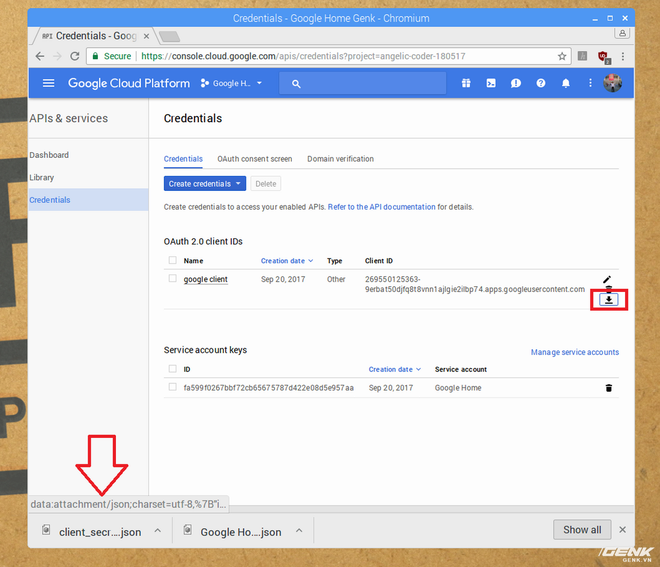 Credentials - Google Home Genk - Chromium
API Credentials - Goog
Secure https://console.cloud.google.com/apis/credentials?project=angelic-coder-180517
Google Cloud Platform Google H...
APIs & services
Credentials
Dashboard
Library
Credentials
Credentials OAuth consent screen Domain verification
Create credentials Delete
Create credentials to access your enabled APIs. Refer to the API documentation for details.
OAuth 2.0 client IDs
Name Creation date Type Client ID
google client Sep 20, 2017 Other 269550125363-
9erbat50djfq8t8vnn1ajlgie2ilbp74.apps.googleusercontent.com
Service account keys
Manage service accounts
ID Creation date Service account
fa599f0267bbf72cb65675787d422e08d5e957aa Sep 20, 2017 Google Home
data:attachment/json;charset=utf-8,%7B"i...
client_secr....json
Google Ho....json
Show all
GENK
GENK.VN